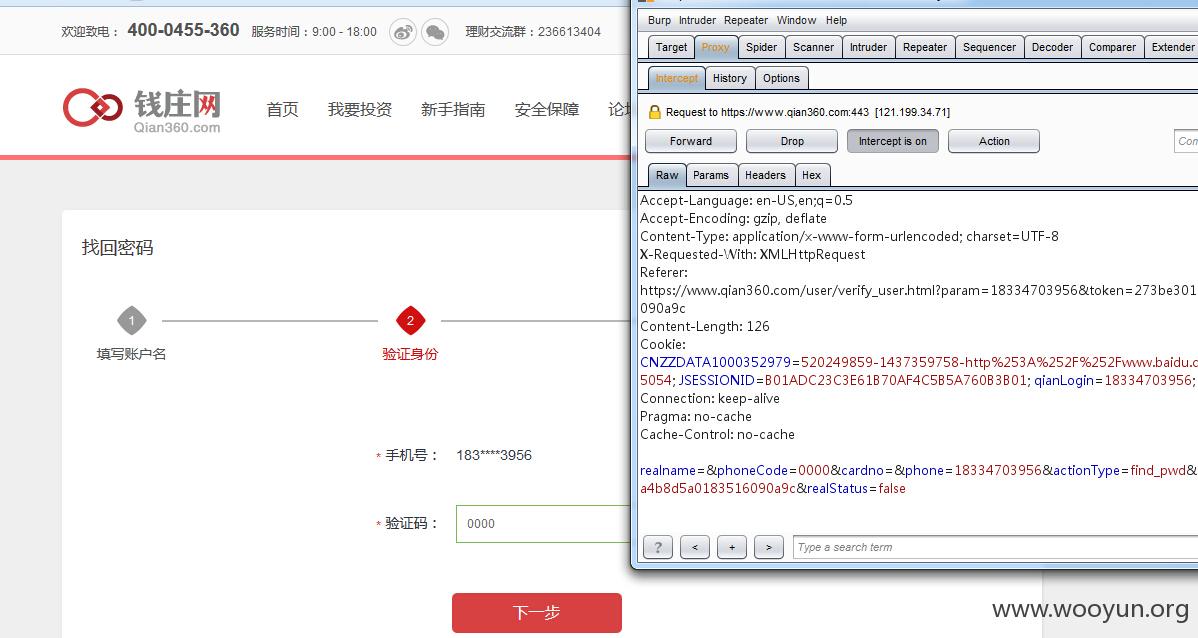 欢迎致电： 400-0455-360 服务时间：9:00 - 18:00 理财交流群：236613404
钱庄网
Qian360.com
首页 我要投资 新手指南 安全保障
找回密码
1
2
填写账户名
验证身份
* 手机号： 183****3956
* 验证码： 0000
下一步
Burp Intruder Repeater Window Help
Target Proxy Spider Scanner Intruder Repeater Sequencer Decoder Comparer Extender
Intercept History Options
Request to https://www.qian360.com:443 [121.199.34.71]
Forward Drop Intercept is on Action Com
Raw Params Headers Hex
Accept-Language: en-US,en;q=0.5
Accept-Encoding: gzip, deflate
Content-Type: application/x-www-form-urlencoded; charset=UTF-8
X-Requested-With: XMLHttpRequest
Referer:
https://www.qian360.com/user/verify_user.html?param=18334703956&token=273be301
090a9c
Content-Length: 126
Cookie:
CNZZDATA1000352979=520249859-1437359758-http%253A%252F%252Fwww.baidu.c
5054; JSESSIONID=B01ADC23C3E61B70AF4C5B5A760B3B01; qianLogin=18334703956;
Connection: keep-alive
Pragma: no-cache
Cache-Control: no-cache
realname=&phoneCode=0000&cardno=&phone=18334703956&actionType=find_pwd&
a4b8d5a0183516090a9c&realStatus=false
? < + > Type a search term
www.wooyun.org